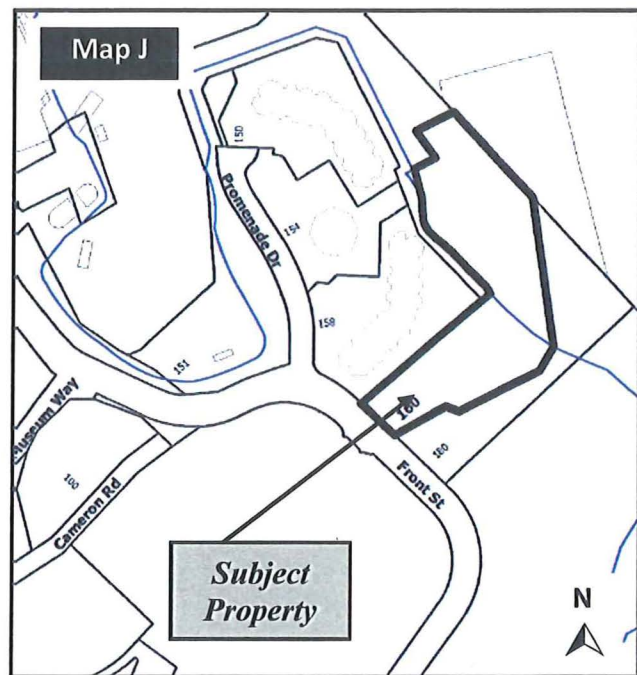 Map J
150
Promenade Dr
154
158
151
160
180
Museum Way
100
Cameron Rd
Front St
Subject
Property
N